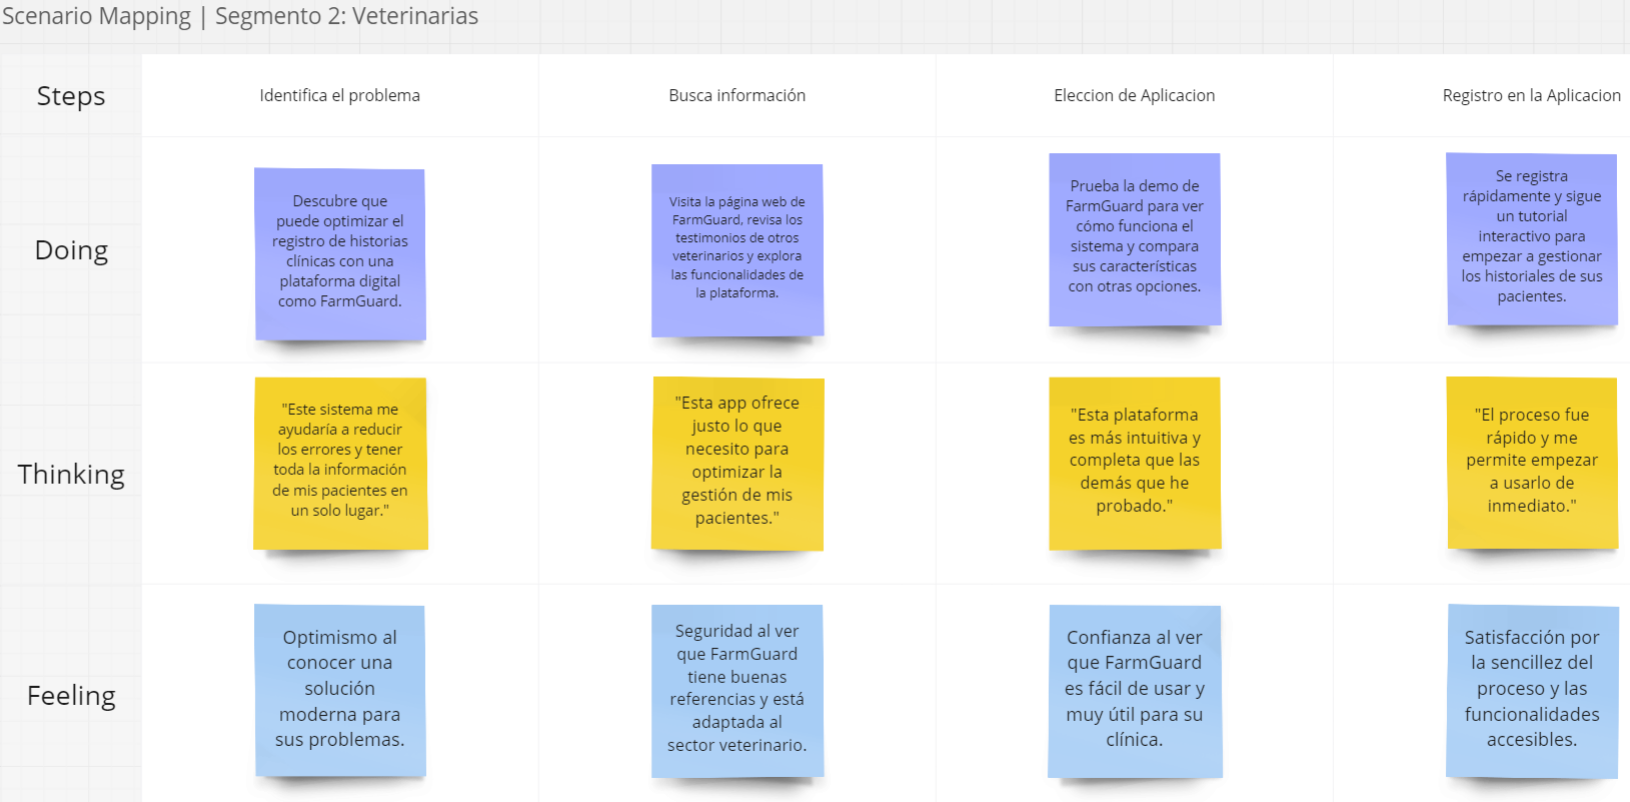 Scenario Mapping | Segmento 2: Veterinarias
Steps
Identifica el problema
Busca información
Eleccion de Aplicacion
Registro en la Aplicacion
Doing
Descubre que
puede optimizar el
registro de historias
clínicas con una
plataforma digital
como FarmGuard.
Visita la página web de
FarmGuard, revisa los
testimonios de otros
veterinarios y explora
las funcionalidades de
la plataforma.
Prueba la demo de
FarmGuard para ver
cómo funciona el
sistema y compara
sus características
con otras opciones.
Se registra
rápidamente y sigue
un tutorial
interactivo para
empezar a gestionar
los historiales de sus
pacientes.
Thinking
"Este sistema me
ayudaría a reducir
los errores y tener
toda la información
de mis pacientes en
un solo lugar."
"Esta app ofrece
justo lo que
necesito para
optimizar la
gestión de mis
pacientes."
"Esta plataforma
es más intuitiva y
completa que las
demás que he
probado."
"El proceso fue
rápido y me
permite empezar
a usarlo de
inmediato."
Feeling
Optimismo al
conocer una
solución
moderna para
sus problemas.
Seguridad al ver
que FarmGuard
tiene buenas
referencias y está
adaptada al
sector veterinario.
Confianza al ver
que FarmGuard
es fácil de usar y
muy útil para su
clínica.
Satisfacción por
la sencillez del
proceso y las
funcionalidades
accesibles.